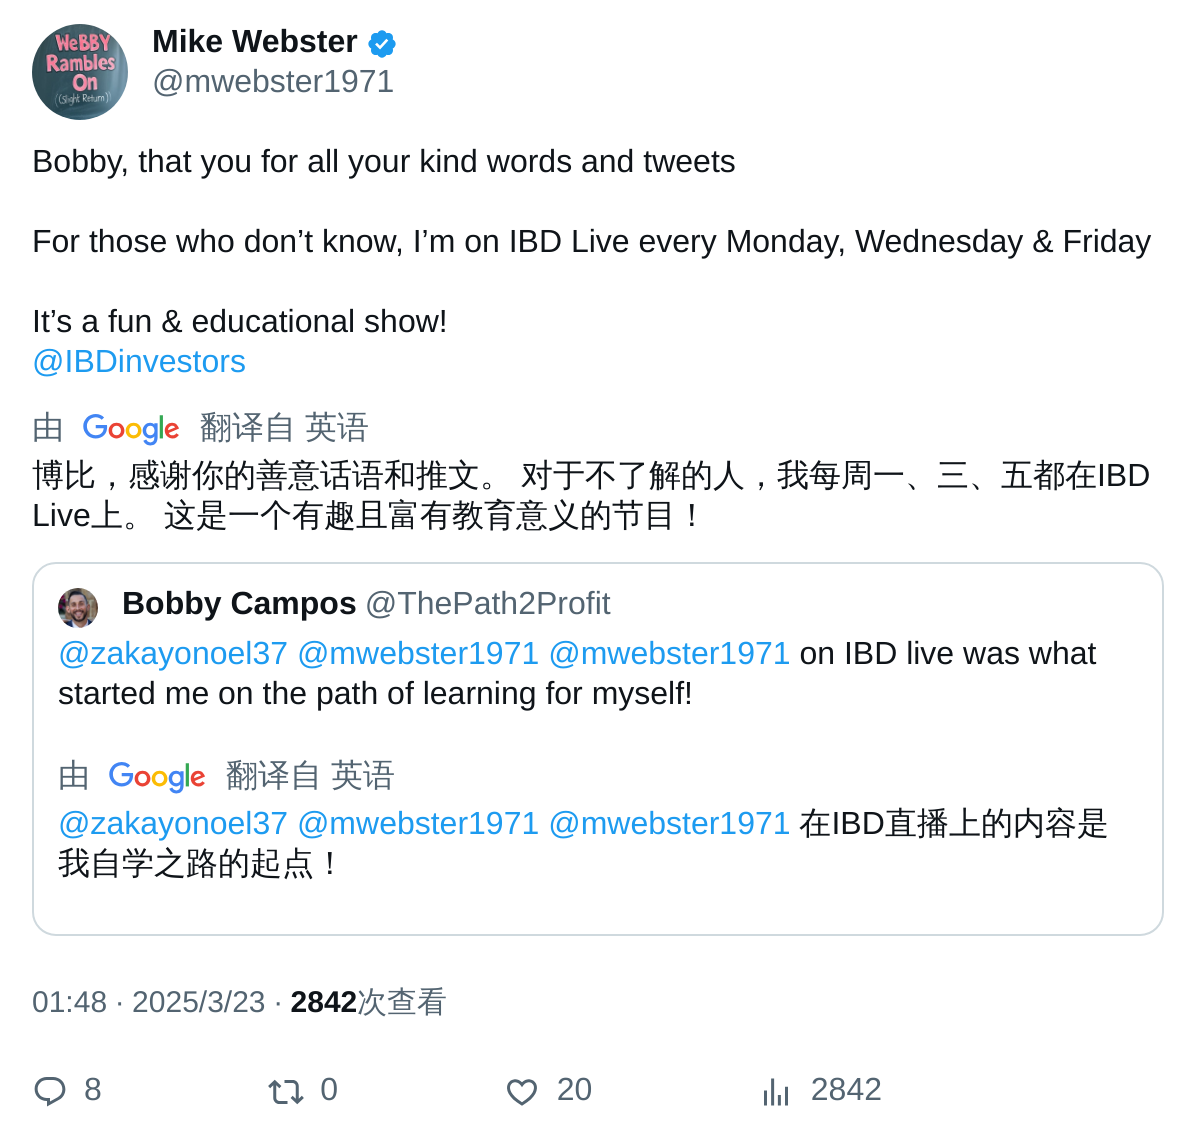 WeBBY
Rambles
On
((Slight Return))
Mike Webster
@mwebster1971
Bobby, that you for all your kind words and tweets
For those who don’t know, I’m on IBD Live every Monday, Wednesday & Friday
It’s a fun & educational show!
@IBDinvestors
由 Google 翻译自 英语
博比，感谢你的善意话语和推文。 对于不了解的人，我每周一、三、五都在IBD
Live上。 这是一个有趣且富有教育意义的节目！
Bobby Campos @ThePath2Profit
@zakayonoel37 @mwebster1971 @mwebster1971 on IBD live was what
started me on the path of learning for myself!
由 Google 翻译自 英语
@zakayonoel37 @mwebster1971 @mwebster1971 在IBD直播上的内容是
我自学之路的起点！
01:48 · 2025/3/23 · 2842次查看
8 0 20 2842